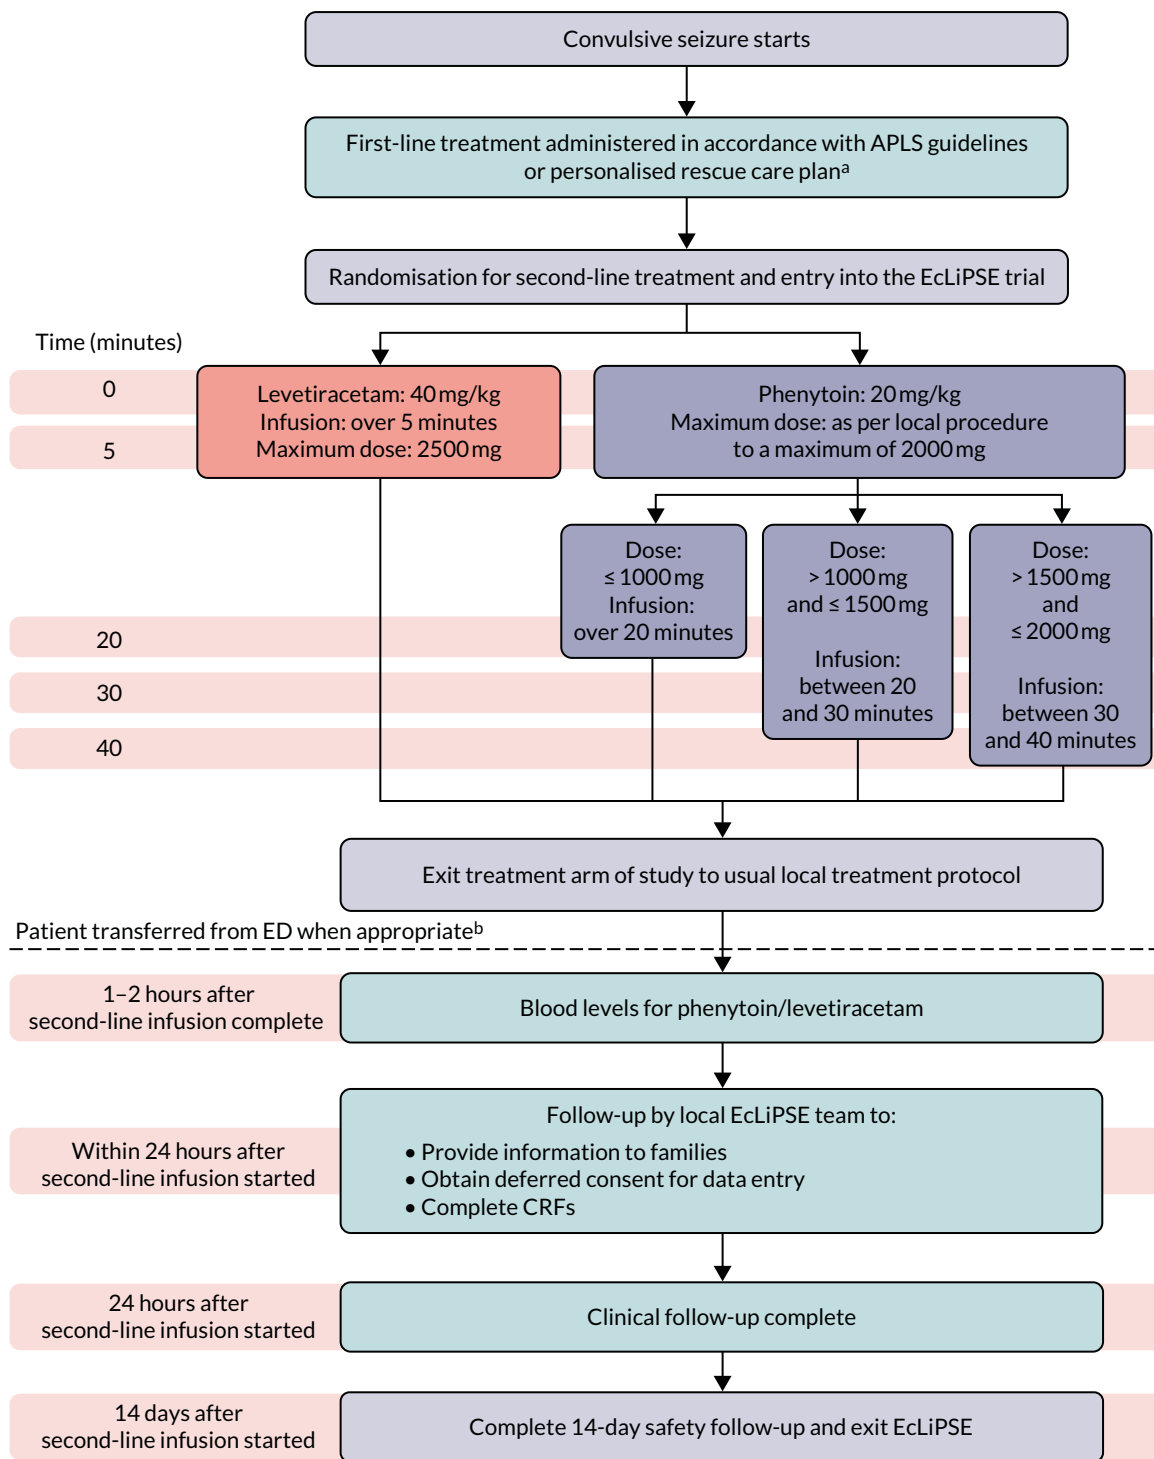 Convulsive seizure starts
First-line treatment administered in accordance with APLS guidelines
or personalised rescue care planᵃ
Randomisation for second-line treatment and entry into the EcLiPSE trial
Time (minutes)
0
5
Levetiracetam: 40 mg/kg
Infusion: over 5 minutes
Maximum dose: 2500 mg
Phenytoin: 20 mg/kg
Maximum dose: as per local procedure
to a maximum of 2000 mg
Dose:
≤ 1000 mg
Infusion:
over 20 minutes
Dose:
> 1000 mg
and ≤ 1500 mg
Infusion:
between 20
and 30 minutes
Dose:
> 1500 mg
and
≤ 2000 mg
Infusion:
between 30
and 40 minutes
20
30
40
Exit treatment arm of study to usual local treatment protocol
Patient transferred from ED when appropriateᵇ
1–2 hours after
second-line infusion complete
Blood levels for phenytoin/levetiracetam
Within 24 hours after
second-line infusion started
Follow-up by local EcLiPSE team to:
• Provide information to families
• Obtain deferred consent for data entry
• Complete CRFs
24 hours after
second-line infusion started
Clinical follow-up complete
14 days after
second-line infusion started
Complete 14-day safety follow-up and exit EcLiPSE